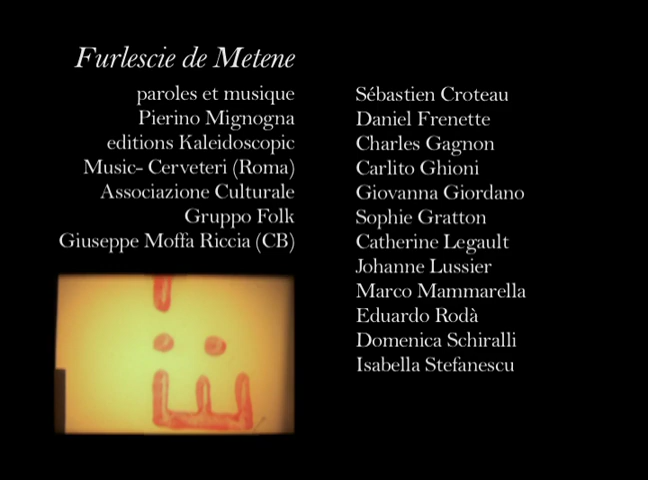 Furlescie de Metene
paroles et musique
Pierino Mignogna
editions Kaleidoscopic
Music- Cerveteri (Roma)
Associazione Culturale
Gruppo Folk
Giuseppe Moffa Riccia (CB)
Sébastien Croteau
Daniel Frenette
Charles Gagnon
Carlito Ghioni
Giovanna Giordano
Sophie Gratton
Catherine Legault
Johanne Lussier
Marco Mammarella
Eduardo Rodà
Domenica Schiralli
Isabella Stefanescu